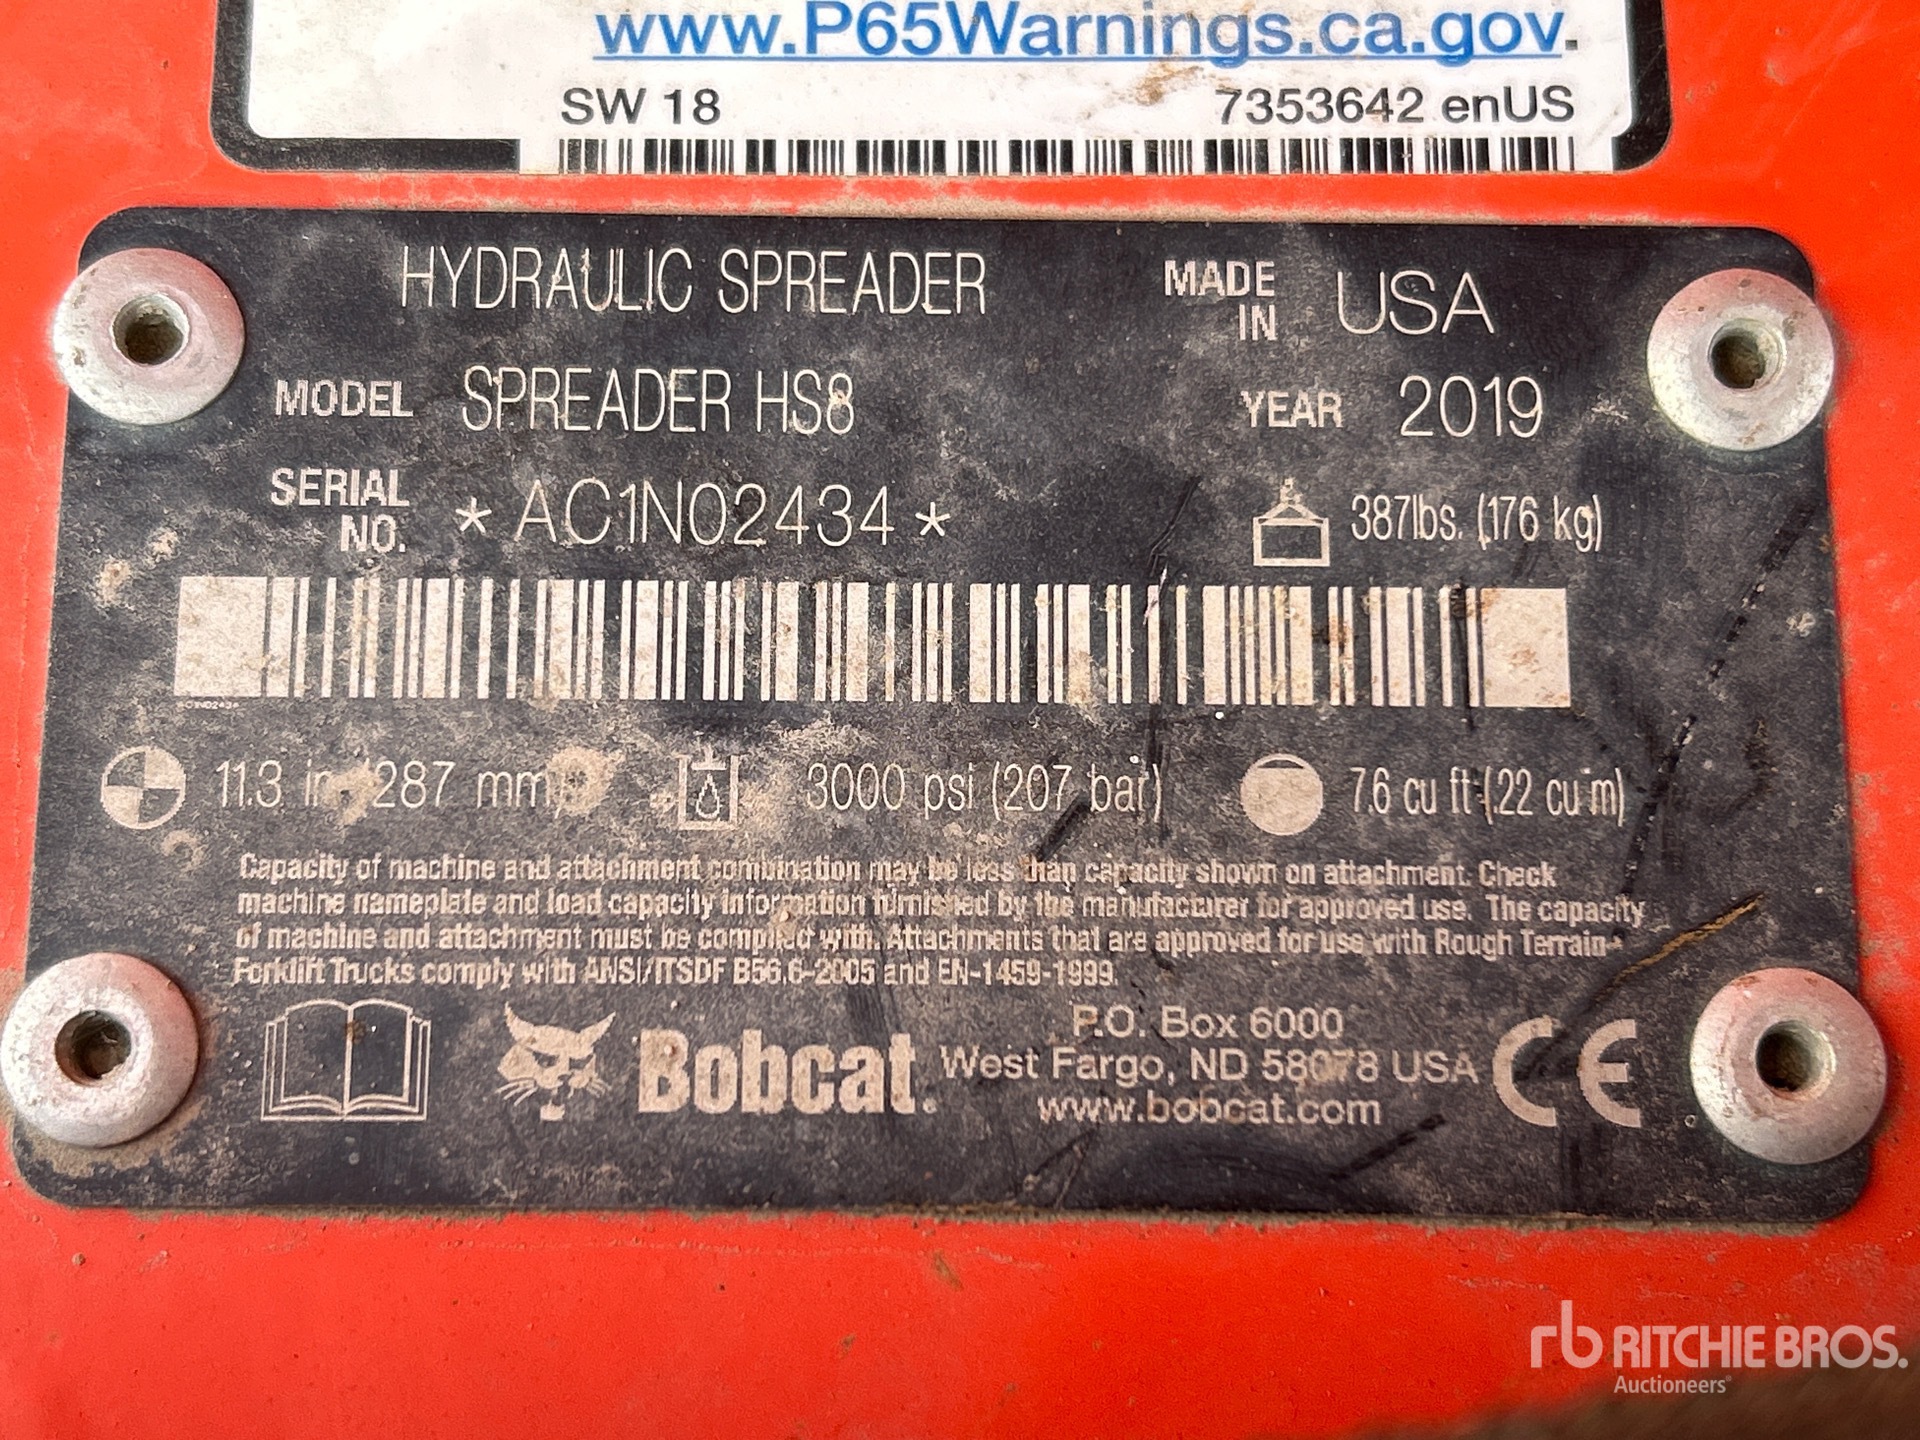 www.P65Warnings.ca.gov.
SW 18 7353642 enUS
HYDRAULIC SPREADER MADE IN USA
MODEL SPREADER HS8 YEAR 2019
SERIAL NO. *AC1N02434* 387lbs. (176 kg)
11.3 in (287 mm) 3000 psi (207 bar) 7.6 cu ft (.22 cu m)
Capacity of machine and attachment combination may be less than capacity shown on attachment. Check
machine nameplate and load capacity information furnished by the manufacturer for approved use. The capacity
of machine and attachment must be complied with. Attachments that are approved for use with Rough Terrain
Forklift Trucks comply with ANSI/ITSDF B56.6-2005 and EN-1459-1999.
Bobcat.
P.O. Box 6000
West Fargo, ND 58078 USA
www.bobcat.com
CE
rb RITCHIE BROS.
Auctioneers